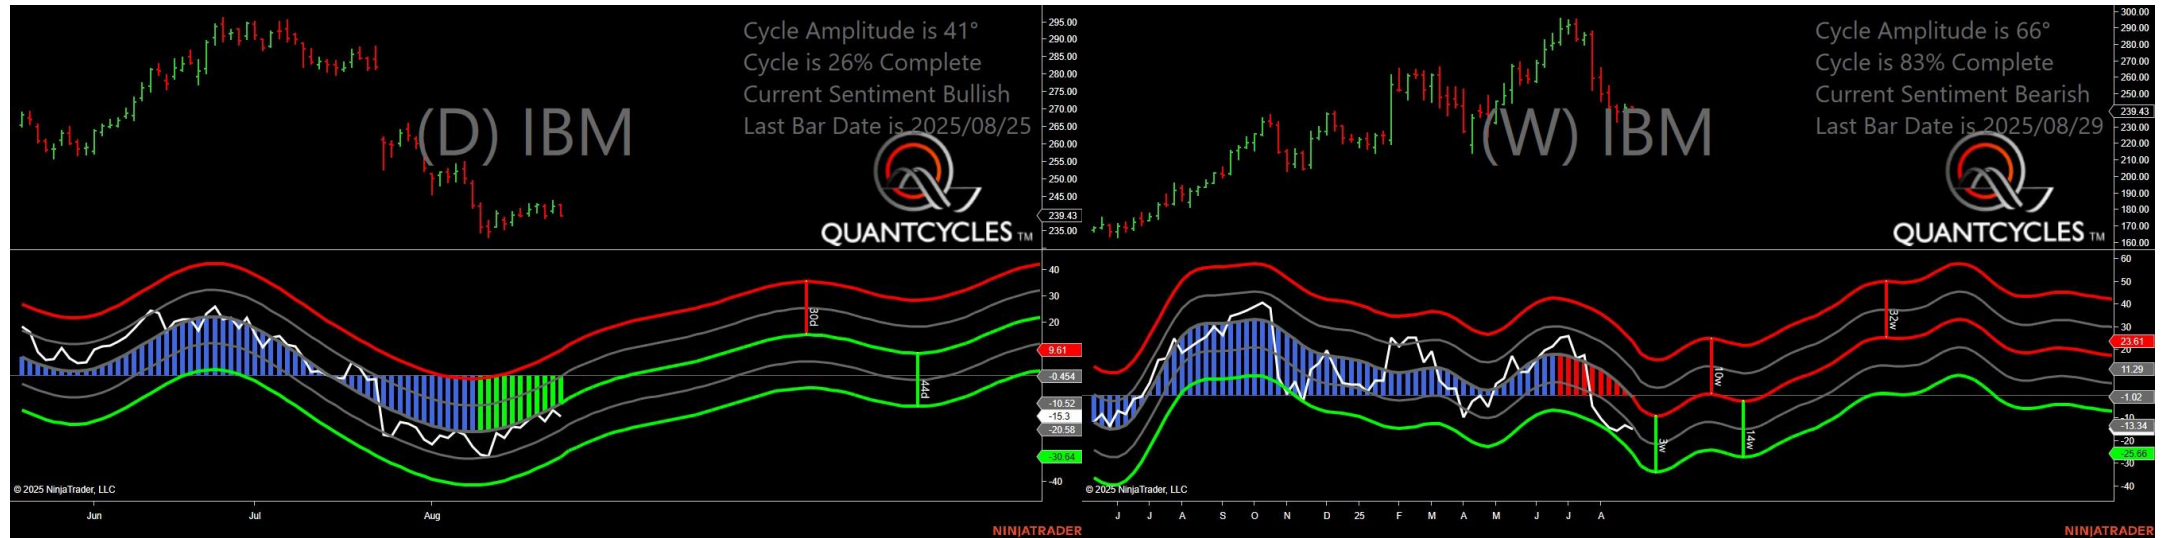 Cycle Amplitude is 41°
Cycle is 26% Complete
Current Sentiment Bullish
Last Bar Date is 2025/08/25
(D) IBM
QUANTCYCLES TM
295.00
285.00
280.00
275.00
270.00
265.00
260.00
255.00
250.00
245.00
239.43
235.00
40
30
20
9.61
-0.454
-10.52
-15.3
-20.58
-30.64
-40
30d
44d
© 2025 NinjaTrader, LLC
Jun
Jul
Aug
NINJATRADER
Cycle Amplitude is 66°
Cycle is 83% Complete
Current Sentiment Bearish
Last Bar Date is 2025/08/29
(W) IBM
QUANTCYCLES TM
300.00
290.00
280.00
270.00
260.00
250.00
239.43
230.00
220.00
210.00
200.00
190.00
180.00
170.00
160.00
60
50
40
30
23.61
20
11.29
-1.02
-10
-13.34
-20
-25.66
-30
-40
3w
10w
14w
32w
© 2025 NinjaTrader, LLC
J J A S O N D 25 F M A M J J A
NINJATRADER